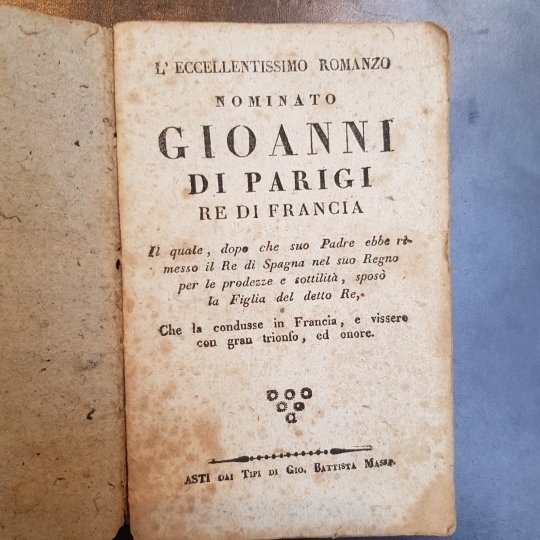 L' ECCELLENTISSIMO ROMANZO
NOMINATO
GIOANNI
DI PARIGI
RE DI FRANCIA
Il quale, dopo che suo Padre ebbe ri-
messo il Re di Spagna nel suo Regno
per le prodezze e sottilità, sposò
la Figlia del detto Re,
Che la condusse in Francia, e vissero
con gran trionfo, ed onore.
ASTI DAI TIPI DI GIO. BATTISTA MASSE.